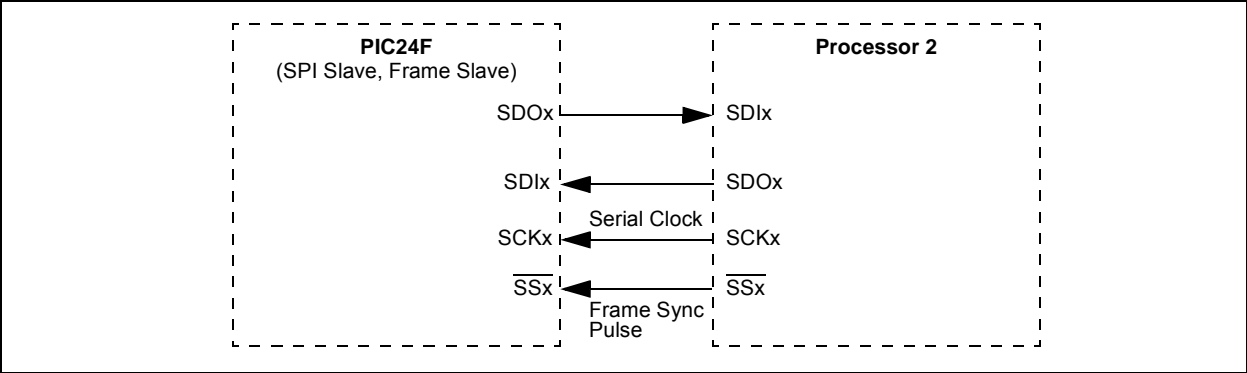 PIC24F
(SPI Slave, Frame Slave)
Processor 2
SDOx
SDIx
SDIx
SDOx
Serial Clock
SCKx
SCKx
SSx
SSx
Frame Sync
Pulse